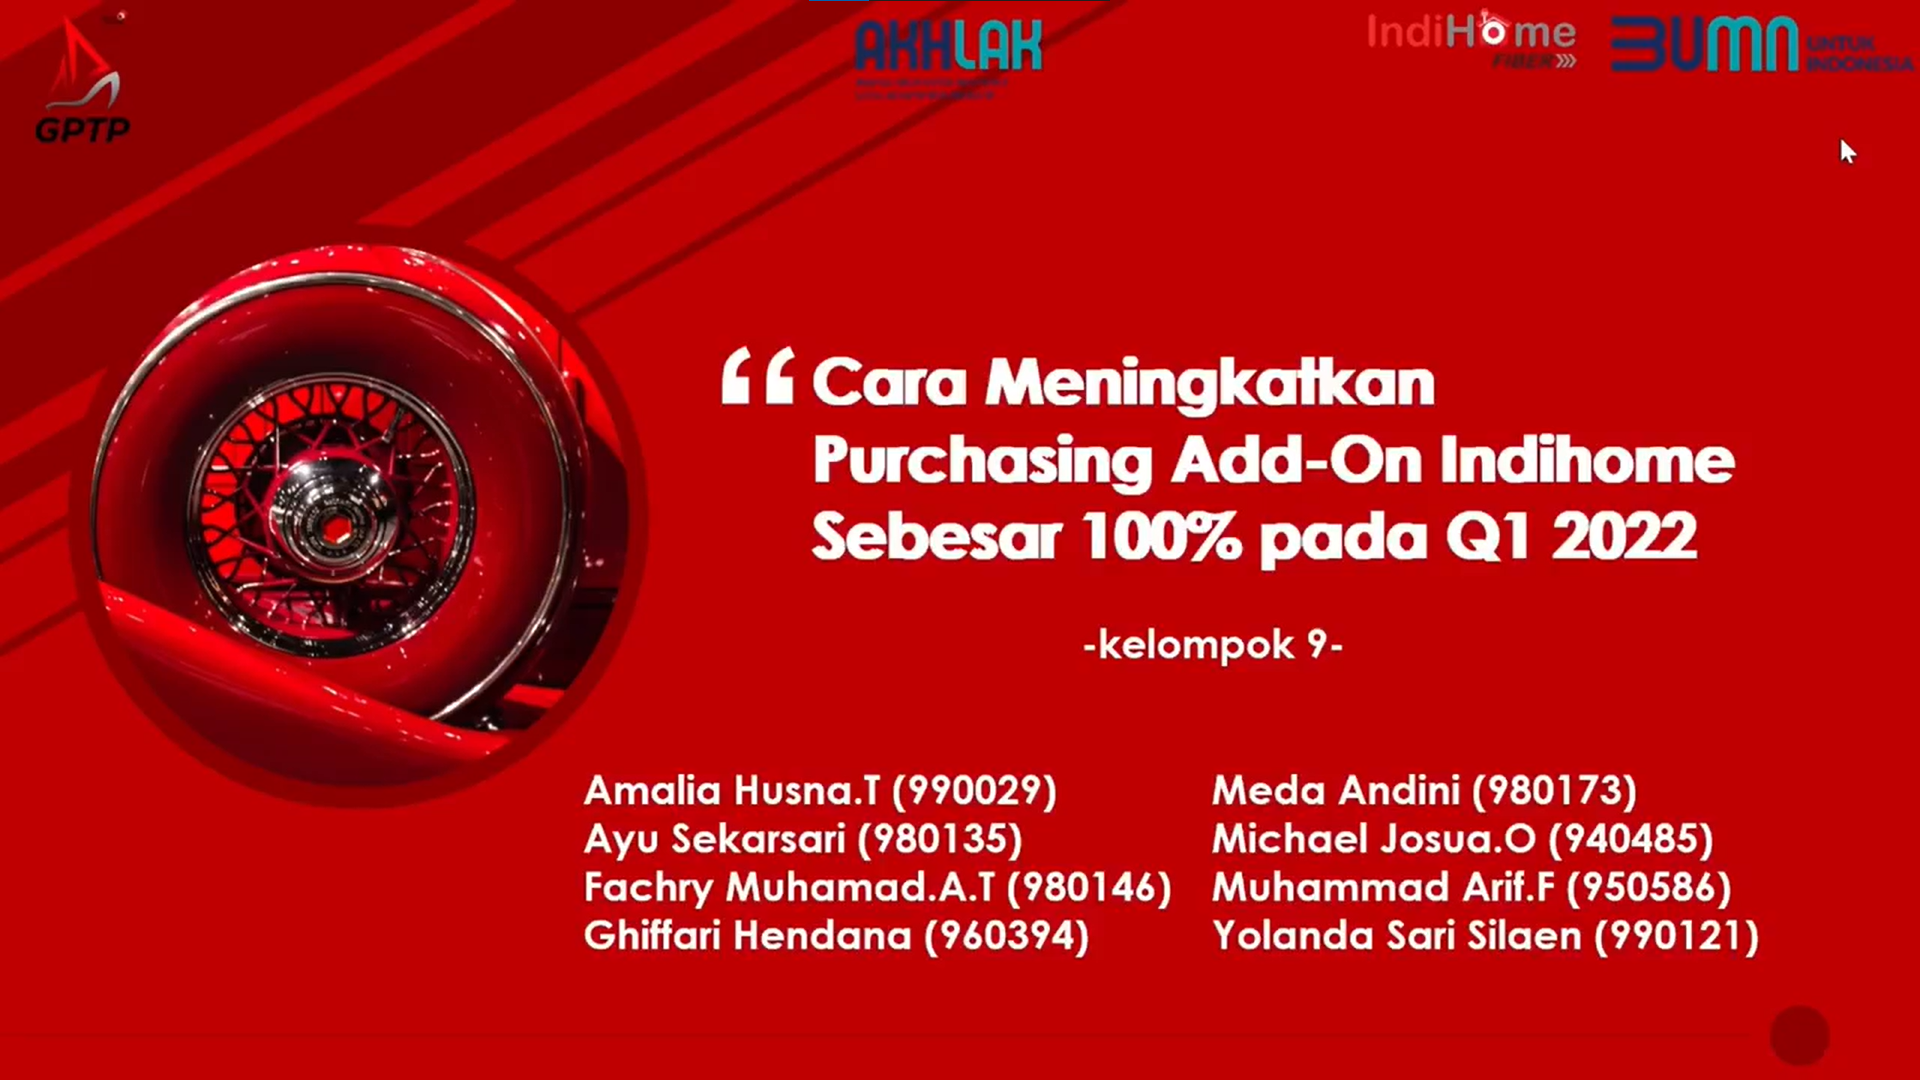 GPTP
AKHLAK
IndiHome
FIBER
BUMN
UNTUK
INDONESIA
“Cara Meningkatkan
Purchasing Add-On Indihome
Sebesar 100% pada Q1 2022
-kelompok 9-
Amalia Husna.T (990029)
Ayu Sekarsari (980135)
Fachry Muhamad.A.T (980146)
Ghiffari Hendana (960394)
Meda Andini (980173)
Michael Josua.O (940485)
Muhammad Arif.F (950586)
Yolanda Sari Silaen (990121)